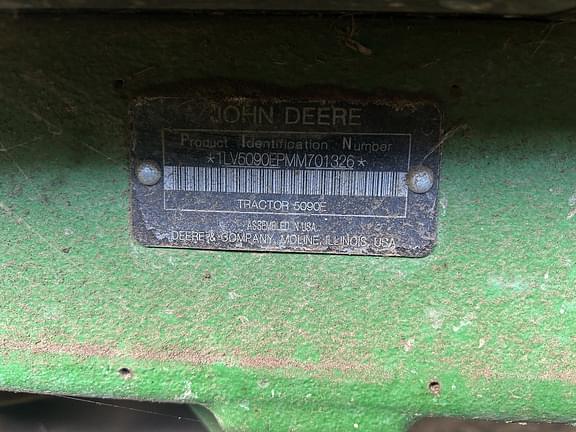 JOHN DEERE
Product Identification Number
*1LV5090EPMM701326*
TRACTOR 5090E
ASSEMBLED IN USA
DEERE & COMPANY, MOLINE, ILLINOIS, USA